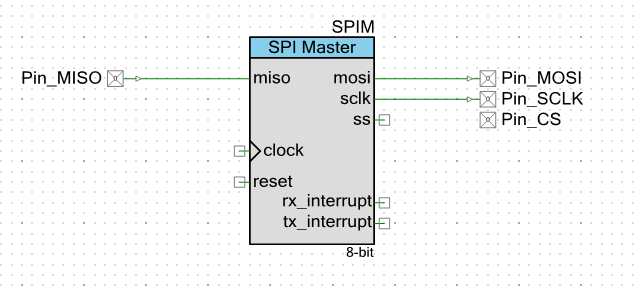 SPIM
SPI Master
Pin_MISO miso mosi Pin_MOSI
sclk Pin_SCLK
ss Pin_CS
clock
reset
rx_interrupt
tx_interrupt
8-bit